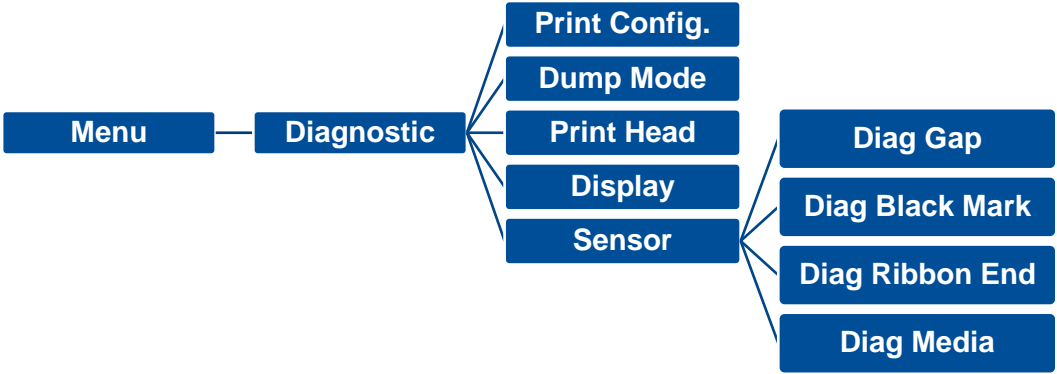 Menu
Diagnostic
Print Config.
Dump Mode
Print Head
Display
Sensor
Diag Gap
Diag Black Mark
Diag Ribbon End
Diag Media